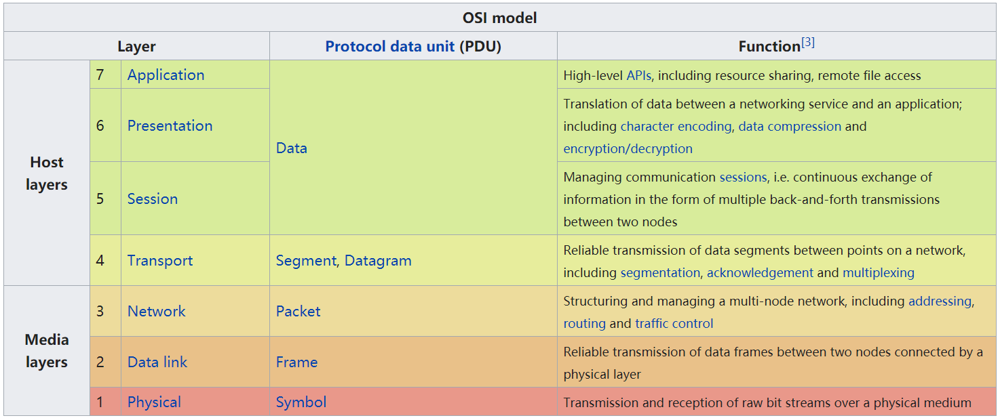 OSI model
Layer
Protocol data unit (PDU)
Function[3]
Host
layers
7
Application
Data
High-level APIs, including resource sharing, remote file access
6
Presentation
Translation of data between a networking service and an application;
including character encoding, data compression and
encryption/decryption
5
Session
Managing communication sessions, i.e. continuous exchange of
information in the form of multiple back-and-forth transmissions
between two nodes
4
Transport
Segment, Datagram
Reliable transmission of data segments between points on a network,
including segmentation, acknowledgement and multiplexing
Media
layers
3
Network
Packet
Structuring and managing a multi-node network, including addressing,
routing and traffic control
2
Data link
Frame
Reliable transmission of data frames between two nodes connected by a
physical layer
1
Physical
Symbol
Transmission and reception of raw bit streams over a physical medium